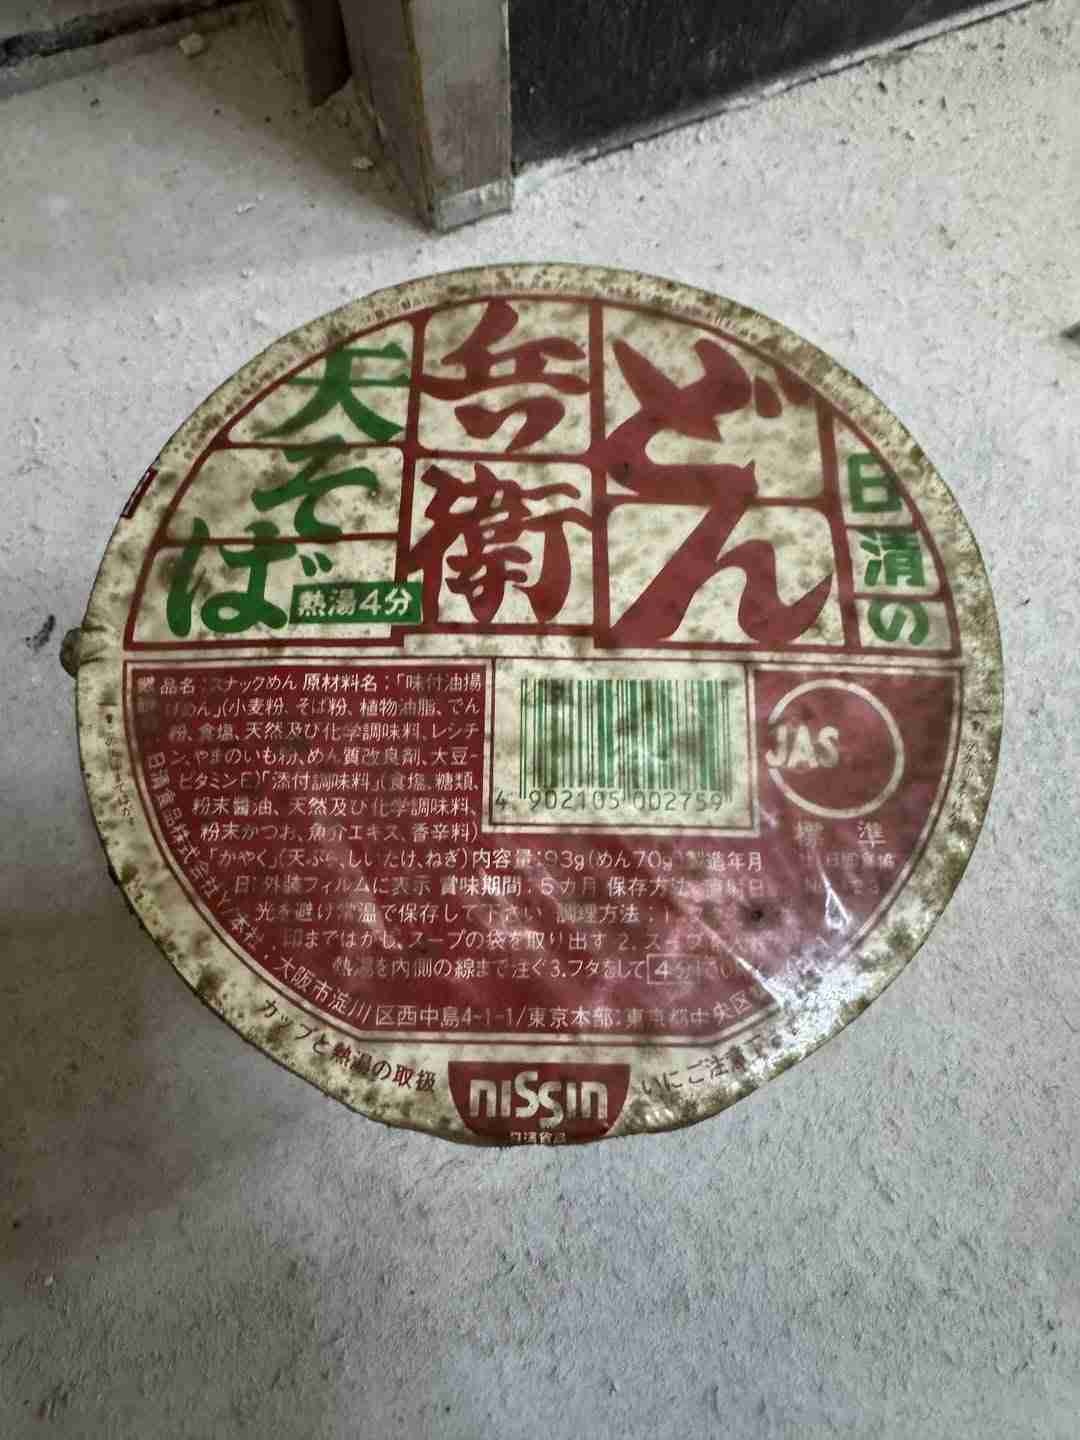 日清の
どん
兵衛
天そば
熱湯4分
品名:スナックめん 原材料名:「味付油揚
げめん」(小麦粉、そば粉、植物油脂、でん
粉、食塩、天然及び化学調味料、レシチ
ン、やまのいも粉、めん質改良剤、大豆・
ビタミンE)「添付調味料」(食塩、糖類、
粉末醤油、天然及び化学調味料、
粉末かつお、魚介エキス、香辛料)
「かやく」(天ぷら、しいたけ、ねぎ)内容量:93g(めん70g)製造年月
日:外装フィルムに表示 賞味期間:5カ月 保存方法:直射日
光を避け常温で保存して下さい 調理方法:1.
印まではがし、スープの袋を取り出す 2.スープ
熱湯を内側の線まで注ぐ3.フタをして4分
日清食品株式会社Y/本社:大阪市淀川区西中島4-1-1/東京本部:東京都中央区
4 902105 002759
JAS
標準
カップと熱湯の取扱いにご注意下さい
NISSIN
日清食品